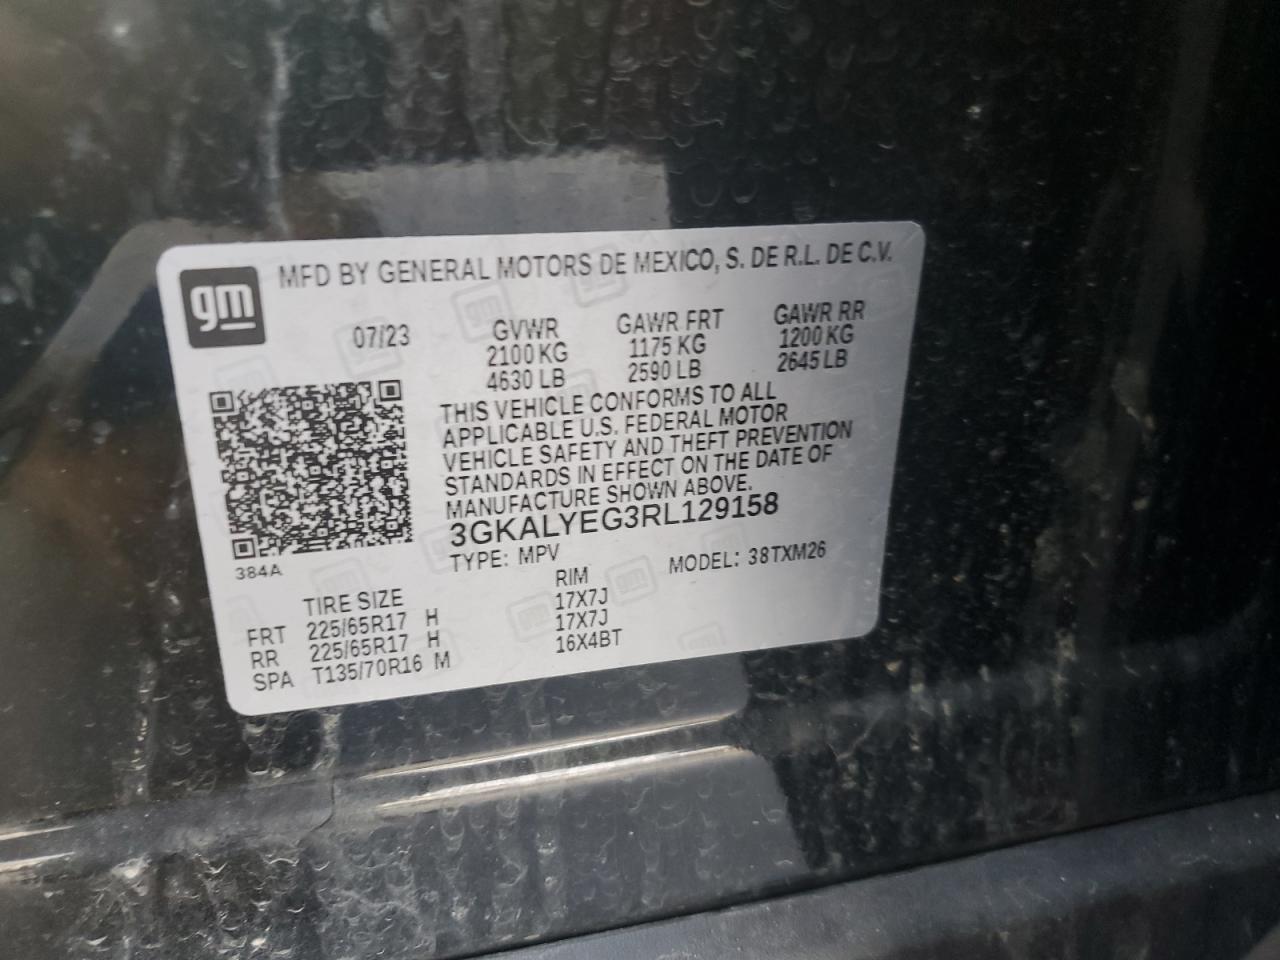 gm
MFD BY GENERAL MOTORS DE MEXICO, S. DE R.L. DE C.V.
07/23 GVWR GAWR FRT GAWR RR
2100 KG 1175 KG 1200 KG
4630 LB 2590 LB 2645 LB
THIS VEHICLE CONFORMS TO ALL
APPLICABLE U.S. FEDERAL MOTOR
VEHICLE SAFETY AND THEFT PREVENTION
STANDARDS IN EFFECT ON THE DATE OF
MANUFACTURE SHOWN ABOVE.
3GKALYEG3RL129158
TYPE: MPV MODEL: 38TXM26
384A
TIRE SIZE RIM
FRT 225/65R17 H 17X7J
RR 225/65R17 H 17X7J
SPA T135/70R16 M 16X4BT